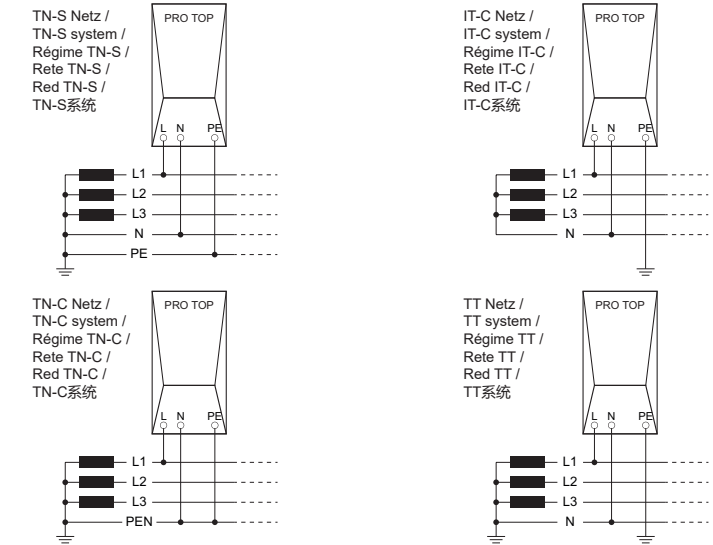 TN-S Netz /
TN-S system /
Régime TN-S /
Rete TN-S /
Red TN-S /
TN-S系统
PRO TOP
L N PE
L1
L2
L3
N
PE
IT-C Netz /
IT-C system /
Régime IT-C /
Rete IT-C /
Red IT-C /
IT-C系统
PRO TOP
L N PE
L1
L2
L3
N
TN-C Netz /
TN-C system /
Régime TN-C /
Rete TN-C /
Red TN-C /
TN-C系统
PRO TOP
L N PE
L1
L2
L3
PEN
TT Netz /
TT system /
Régime TT /
Rete TT /
Red TT /
TT系统
PRO TOP
L N PE
L1
L2
L3
N